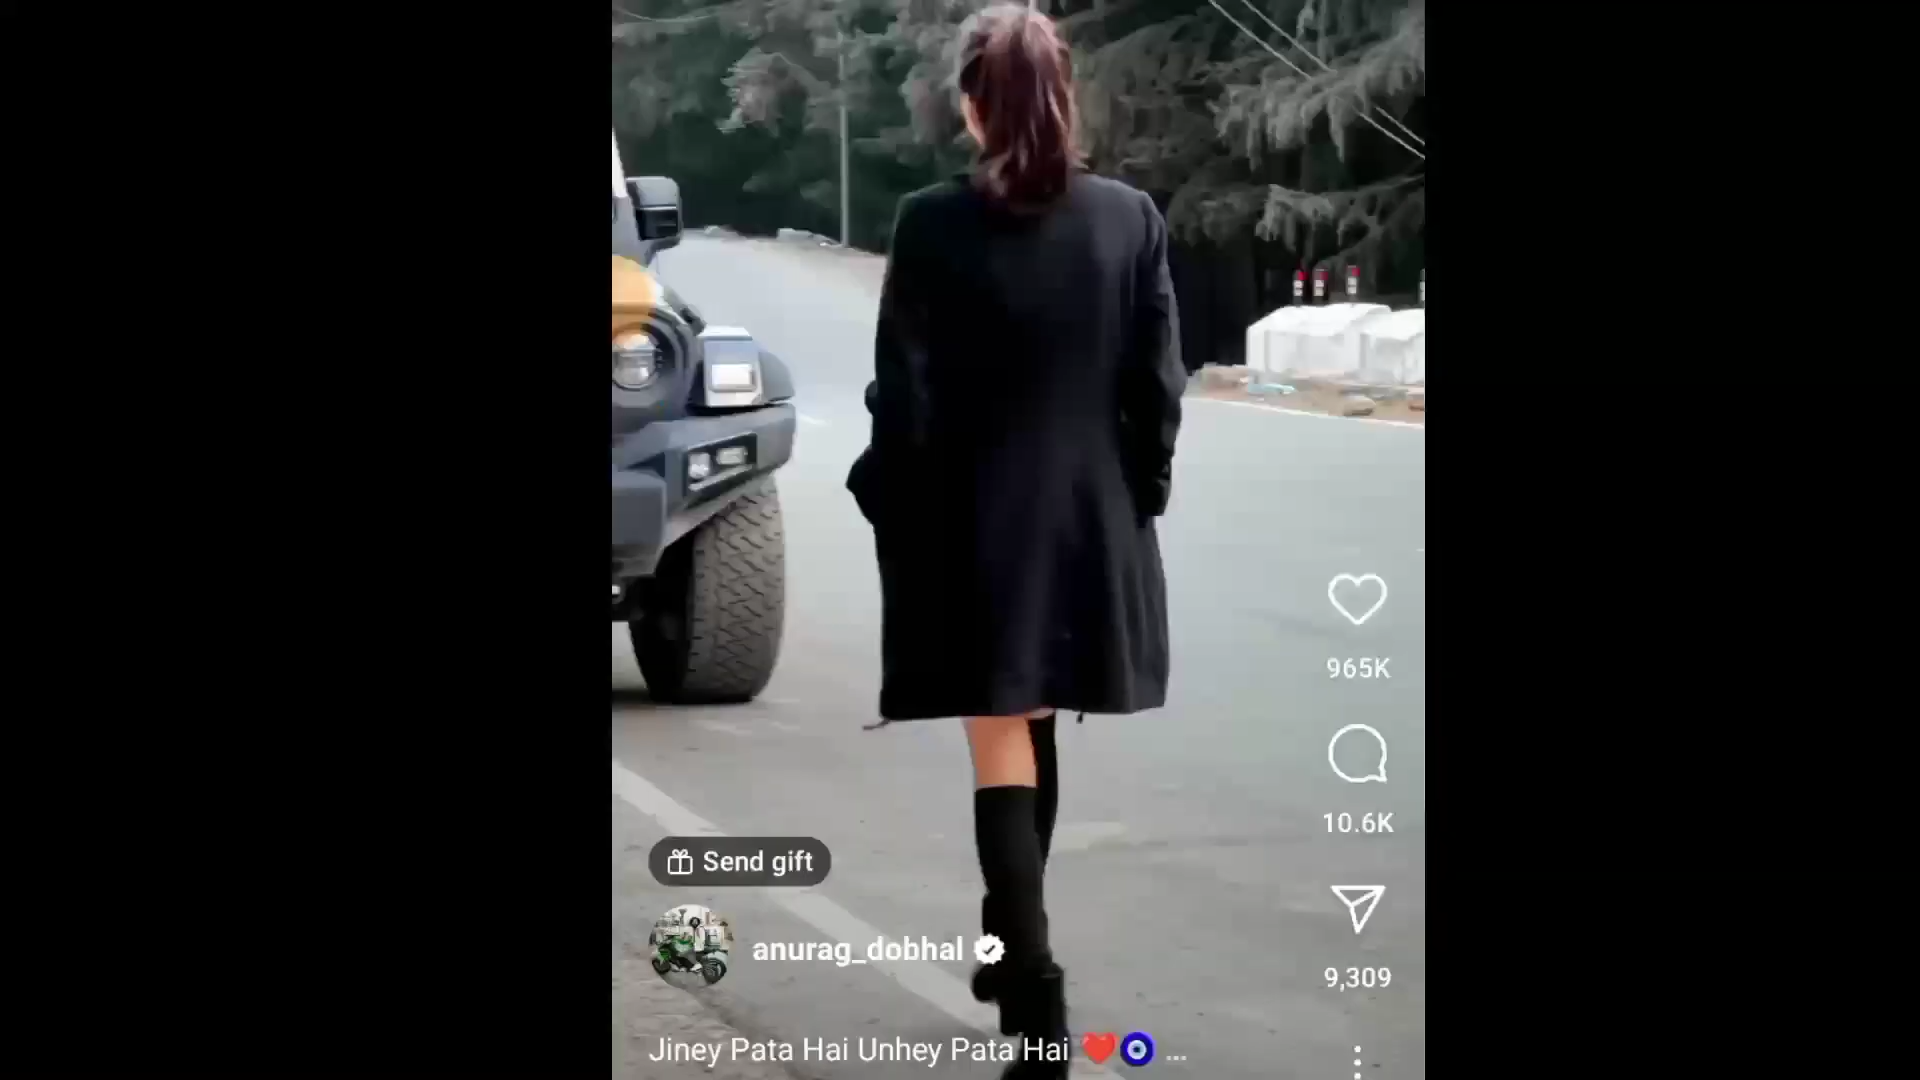 965K
10.6K
Send gift
anurag_dobhal
9,309
Jiney Pata Hai Unhey Pata Hai ❤️🧿 ...